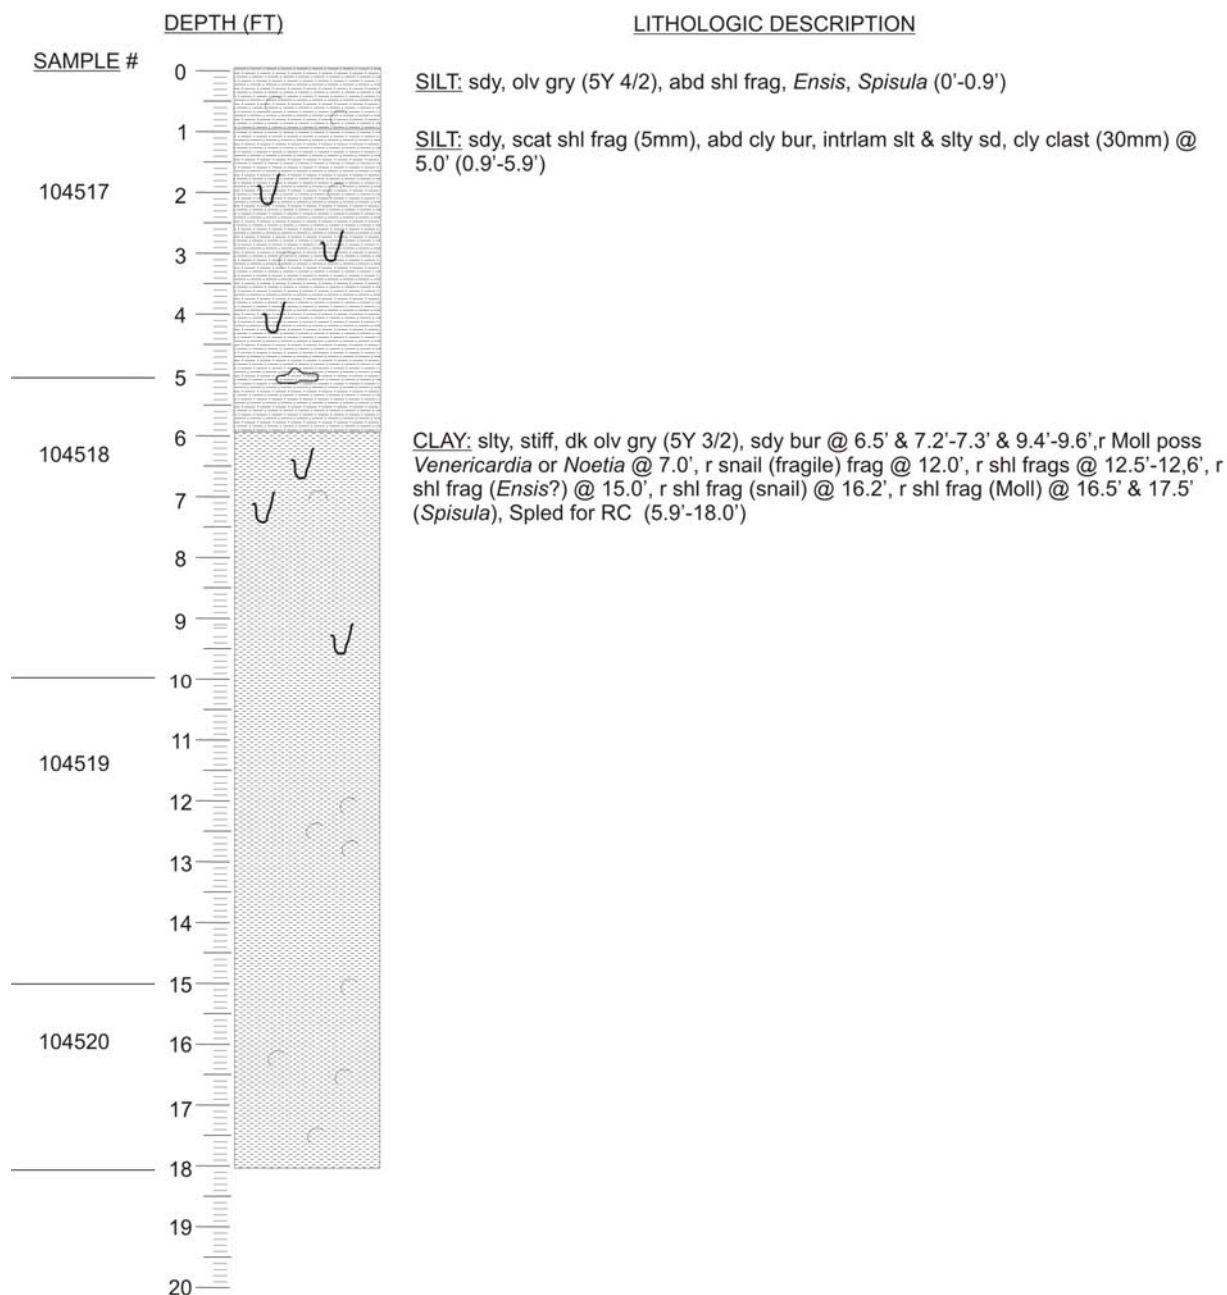 DEPTH (FT)
LITHOLOGIC DESCRIPTION
SAMPLE #
0
SILT: sdy, olv gry (5Y 4/2), abd shl frag, Ensis, Spisula (0’-0.9’)
1
SILT: sdy, scat shl frag (5mm), abd cly bur, intrlam slt & slty sd, cly clast (30mm) @
5.0’ (0.9’-5.9’)
104517
2
3
4
5
6
CLAY: slty, stiff, dk olv gry (5Y 3/2), sdy bur @ 6.5’ & 7.2’-7.3’ & 9.4’-9.6’,r Moll poss
104518
Venericardia or Noetia @ 7.0’, r snail (fragile) frag @ 12.0’, r shl frags @ 12.5’-12,6’, r
shl frag (Ensis?) @ 15.0’, r shl frag (snail) @ 16.2’, r shl frag (Moll) @ 16.5’ & 17.5’
7
(Spisula), Spled for RC (5.9’-18.0’)
8
9
10
11
104519
12
13
14
15
104520
16
17
18
19
20